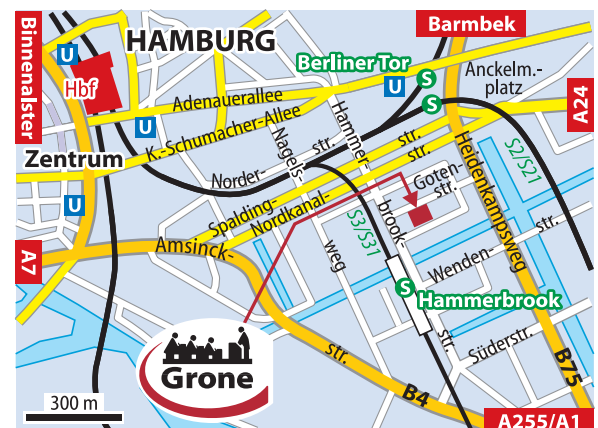 Binnenalster
HAMBURG
Barmbek
U
Hbf
Berliner Tor
S
U
S
Anckelm.-
platz
A24
Adenauerallee
U
K.-Schumacher-Allee
Zentrum
Norder-
str.
Nagels-
weg
Hammer-
brook-
str.
Spalding-
str.
Nordkanal-
str.
Goten-
str.
S2/S21
Heidenkampsweg
U
S3/S31
A7
Amsinck-
str.
Wenden-
str.
S
Hammerbrook
Süderstr.
Grone
B4
B75
300 m
A255/A1